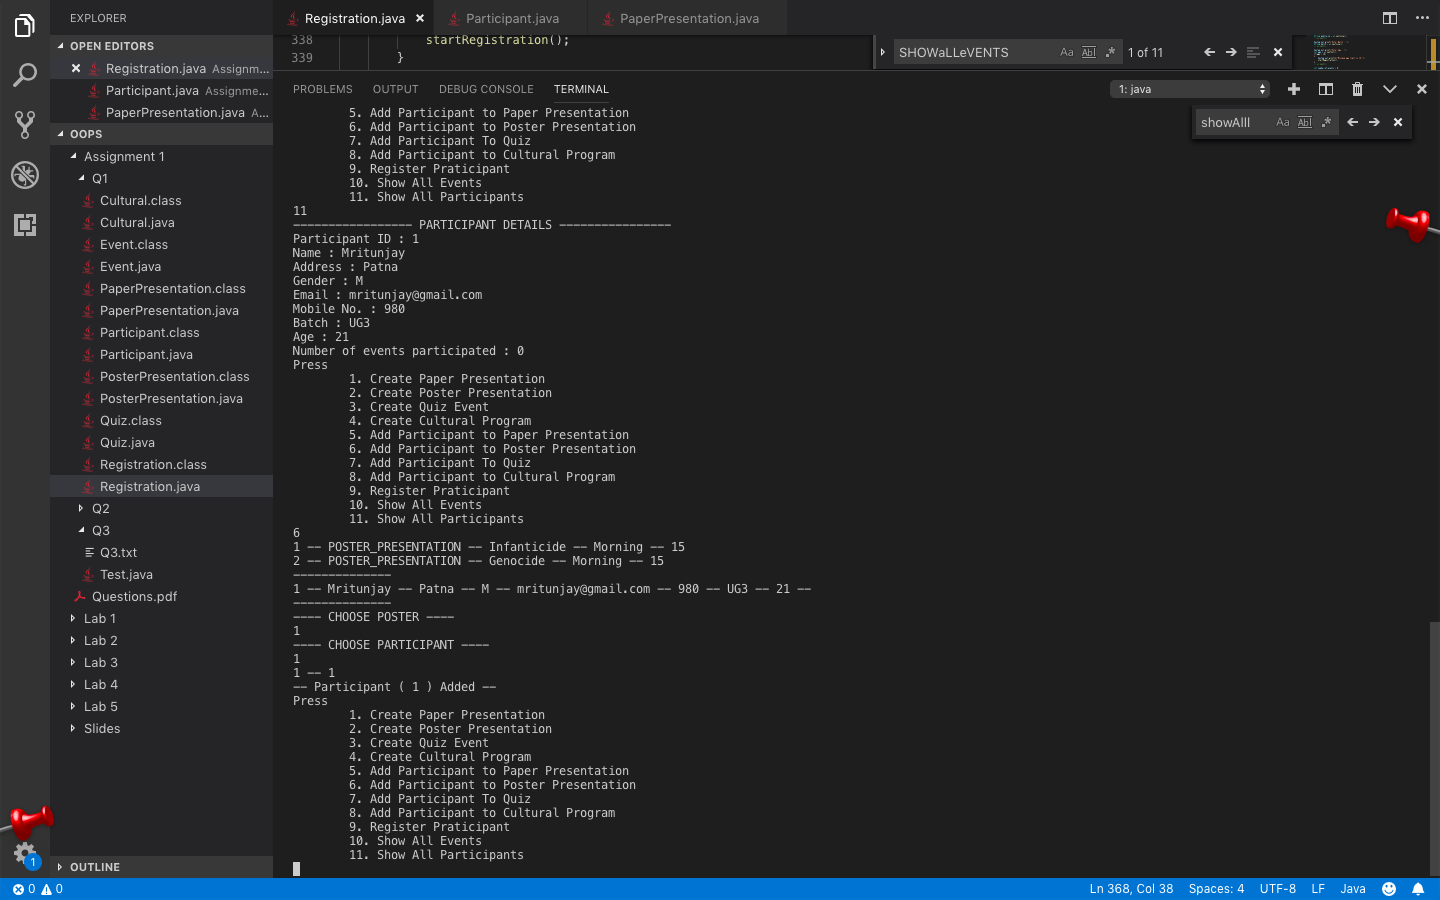 EXPLORER
OPEN EDITORS
Registration.java Assignm...
Participant.java Assignme...
PaperPresentation.java A...
OOPS
Assignment 1
Q1
Cultural.class
Cultural.java
Event.class
Event.java
PaperPresentation.class
PaperPresentation.java
Participant.class
Participant.java
PosterPresentation.class
PosterPresentation.java
Quiz.class
Quiz.java
Registration.class
Registration.java
Q2
Q3
Q3.txt
Test.java
Questions.pdf
Lab 1
Lab 2
Lab 3
Lab 4
Lab 5
Slides
OUTLINE
1
Registration.java Participant.java PaperPresentation.java
338 startRegistration();
339 }
SHOWaLLeVENTS Aa Abl .* 1 of 11
PROBLEMS OUTPUT DEBUG CONSOLE TERMINAL 1: java
showAlll Aa Abl .*
5. Add Participant to Paper Presentation
6. Add Participant to Poster Presentation
7. Add Participant To Quiz
8. Add Participant to Cultural Program
9. Register Praticipant
10. Show All Events
11. Show All Participants
11
----------------- PARTICIPANT DETAILS ----------------
Participant ID : 1
Name : Mritunjay
Address : Patna
Gender : M
Email : mritunjay@gmail.com
Mobile No. : 980
Batch : UG3
Age : 21
Number of events participated : 0
Press
1. Create Paper Presentation
2. Create Poster Presentation
3. Create Quiz Event
4. Create Cultural Program
5. Add Participant to Paper Presentation
6. Add Participant to Poster Presentation
7. Add Participant To Quiz
8. Add Participant to Cultural Program
9. Register Praticipant
10. Show All Events
11. Show All Participants
6
1 -- POSTER_PRESENTATION -- Infanticide -- Morning -- 15
2 -- POSTER_PRESENTATION -- Genocide -- Morning -- 15
--------------
1 -- Mritunjay -- Patna -- M -- mritunjay@gmail.com -- 980 -- UG3 -- 21 --
--------------
---- CHOOSE POSTER ----
1
---- CHOOSE PARTICIPANT ----
1
1 -- 1
-- Participant ( 1 ) Added --
Press
1. Create Paper Presentation
2. Create Poster Presentation
3. Create Quiz Event
4. Create Cultural Program
5. Add Participant to Paper Presentation
6. Add Participant to Poster Presentation
7. Add Participant To Quiz
8. Add Participant to Cultural Program
9. Register Praticipant
10. Show All Events
11. Show All Participants
0 0 Ln 368, Col 38 Spaces: 4 UTF-8 LF Java